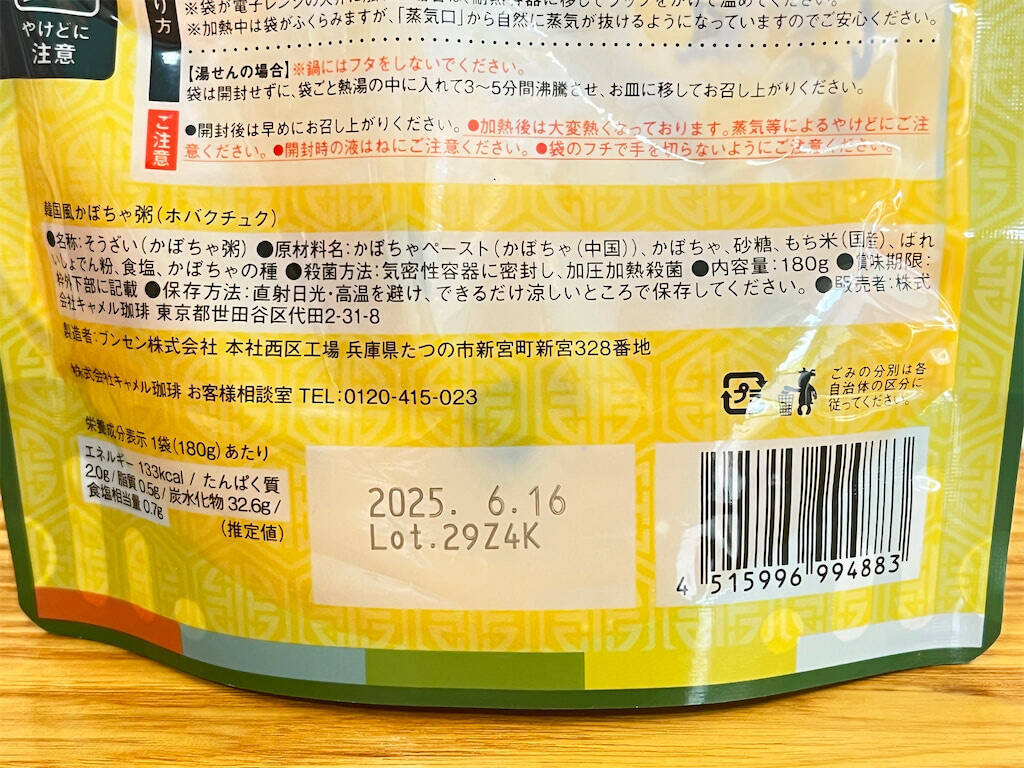 やけどに
注意
り方
※加熱中は袋がふくらみますが、「蒸気口」から自然に蒸気が抜けるようになっていますのでご安心ください。
【湯せんの場合】※鍋にはフタをしないでください。
袋は開封せずに、袋ごと熱湯の中に入れて3〜5分間沸騰させ、お皿に移してお召し上がりください。
ご注意
●開封後は早めにお召し上がりください。●加熱後は大変熱くなっております。蒸気等によるやけどにご注
意ください。●開封時の液はねにご注意ください。●袋のフチで手を切らないようにご注意ください。
韓国風かぼちゃ粥(ホバクチュク)
●名称:そうざい(かぼちゃ粥) ●原材料名:かぼちゃペースト(かぼちゃ(中国))、かぼちゃ、砂糖、もち米(国産)、ばれ
いしょでん粉、食塩、かぼちゃの種 ●殺菌方法:気密性容器に密封し、加圧加熱殺菌 ●内容量:180g ●賞味期限:
枠外下部に記載 ●保存方法:直射日光・高温を避け、できるだけ涼しいところで保存してください。 ●販売者:株式
会社キャメル珈琲 東京都世田谷区代田2-31-8
製造者:ブンセン株式会社 本社西区工場 兵庫県たつの市新宮町新宮328番地
株式会社キャメル珈琲 お客様相談室 TEL:0120-415-023
プラ
ごみの分別は各
自治体の区分に
従ってください。
栄養成分表示 1袋(180g)あたり
エネルギー 133kcal / たんぱく質
2.0g/脂質 0.5g/炭水化物 32.6g/
食塩相当量 0.7g
(推定値)
2025. 6.16
Lot.29Z4K
4 515996 994883